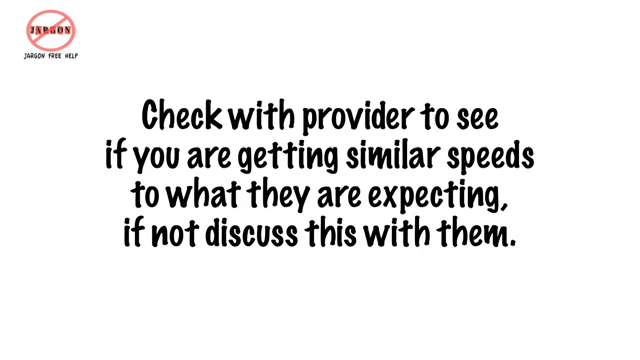 JARGON
JARGON FREE HELP
Check with provider to see
if you are getting similar speeds
to what they are expecting,
if not discuss this with them.